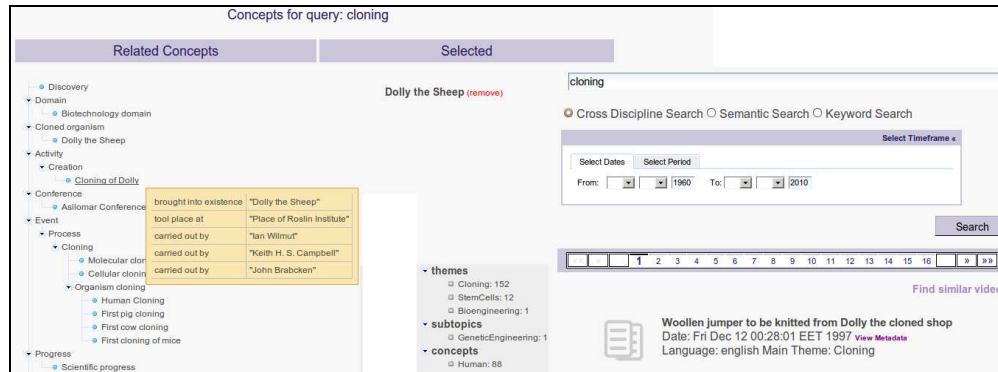 Concepts for query: cloning
Related Concepts
Selected
Discovery
Domain
Biotechnology domain
Cloned organism
Dolly the Sheep
Activity
Creation
Cloning of Dolly
Conference
Asilomar Conference
Event
Process
Cloning
Molecular clon
Cellular clonin
Organism cloning
Human Cloning
First pig cloning
First cow cloning
First cloning of mice
Progress
Scientific progress
brought into existence "Dolly the Sheep"
tool place at "Place of Roslin Institute"
carried out by "Ian Wilmut"
carried out by "Keith H. S. Campbell"
carried out by "John Brabcken"
Dolly the Sheep (remove)
themes
Cloning: 152
StemCells: 12
Bioengineering: 1
subtopics
GeneticEngineering: 1
concepts
Human: 88
cloning
Cross Discipline Search Semantic Search Keyword Search
Select Timeframe «
Select Dates Select Period
From: 1960 To: 2010
Search
1 2 3 4 5 6 7 8 9 10 11 12 13 14 15 16 » »»
Find similar video
Woollen jumper to be knitted from Dolly the cloned shop
Date: Fri Dec 12 00:28:01 EET 1997 View Metadata
Language: english Main Theme: Cloning